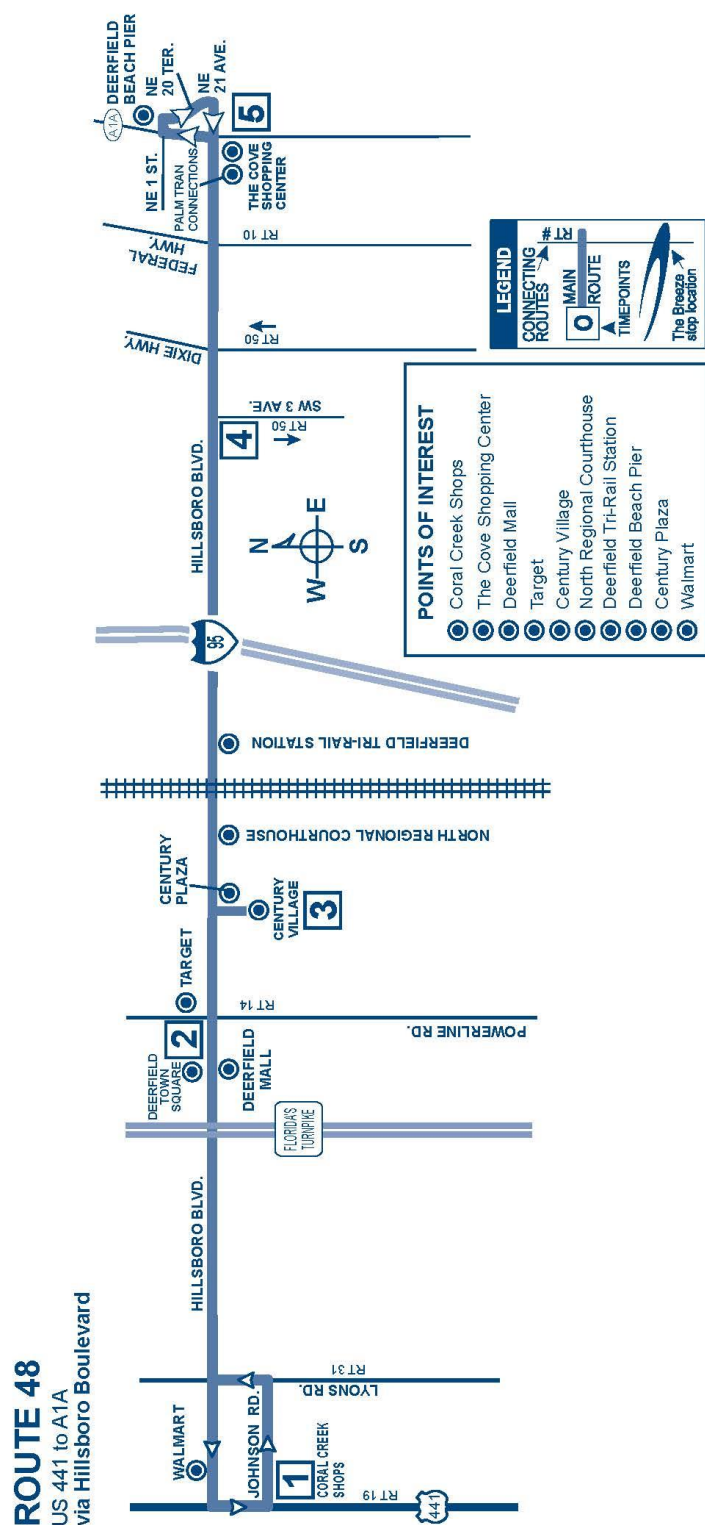 ROUTE 48
US 441 to A1A
via Hillsboro Boulevard
WALMART
HILLSBORO BLVD.
JOHNSON RD.
1
CORAL CREEK
SHOPS
RT 19
441
LYONS RD.
RT 31
FLORIDA'S
TURNPIKE
DEERFIELD
TOWN
SQUARE
2
TARGET
DEERFIELD
MALL
RT 14
POWERLINE RD.
CENTURY
PLAZA
CENTURY
VILLAGE
3
NORTH REGIONAL COURTHOUSE
DEERFIELD TRI-RAIL STATION
95
HILLSBORO BLVD.
N
W
E
S
4
RT 50
SW 3 AVE.
DIXIE HWY.
RT 50
FEDERAL
HWY.
RT 10
NE 1 ST.
PALM TRAN
CONNECTIONS
THE COVE
SHOPPING
CENTER
5
A1A
DEERFIELD
BEACH PIER
NE
20 TER.
NE
21 AVE.
POINTS OF INTEREST
Coral Creek Shops
The Cove Shopping Center
Deerfield Mall
Target
Century Village
North Regional Courthouse
Deerfield Tri-Rail Station
Deerfield Beach Pier
Century Plaza
Walmart
LEGEND
CONNECTING
ROUTES
RT #
0
MAIN
ROUTE
TIMEPOINTS
The Breeze
stop location